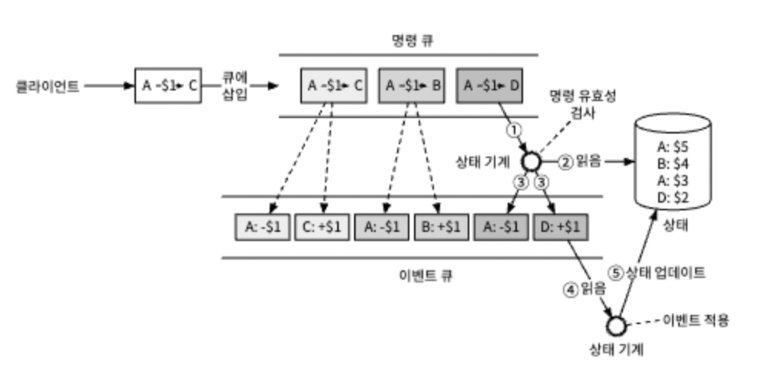 명령 큐
클라이언트
A -$1► C
큐에
삽입
A -$1► C
A -$1► B
A -$1► D
명령 유효성
검사
①
상태 기계
② 읽음
③
③
A: $5
B: $4
A: $3
D: $2
상태
A: -$1
C: +$1
A: -$1
B: +$1
A: -$1
D: +$1
이벤트 큐
④ 읽음
⑤ 상태 업데이트
이벤트 적용
상태 기계